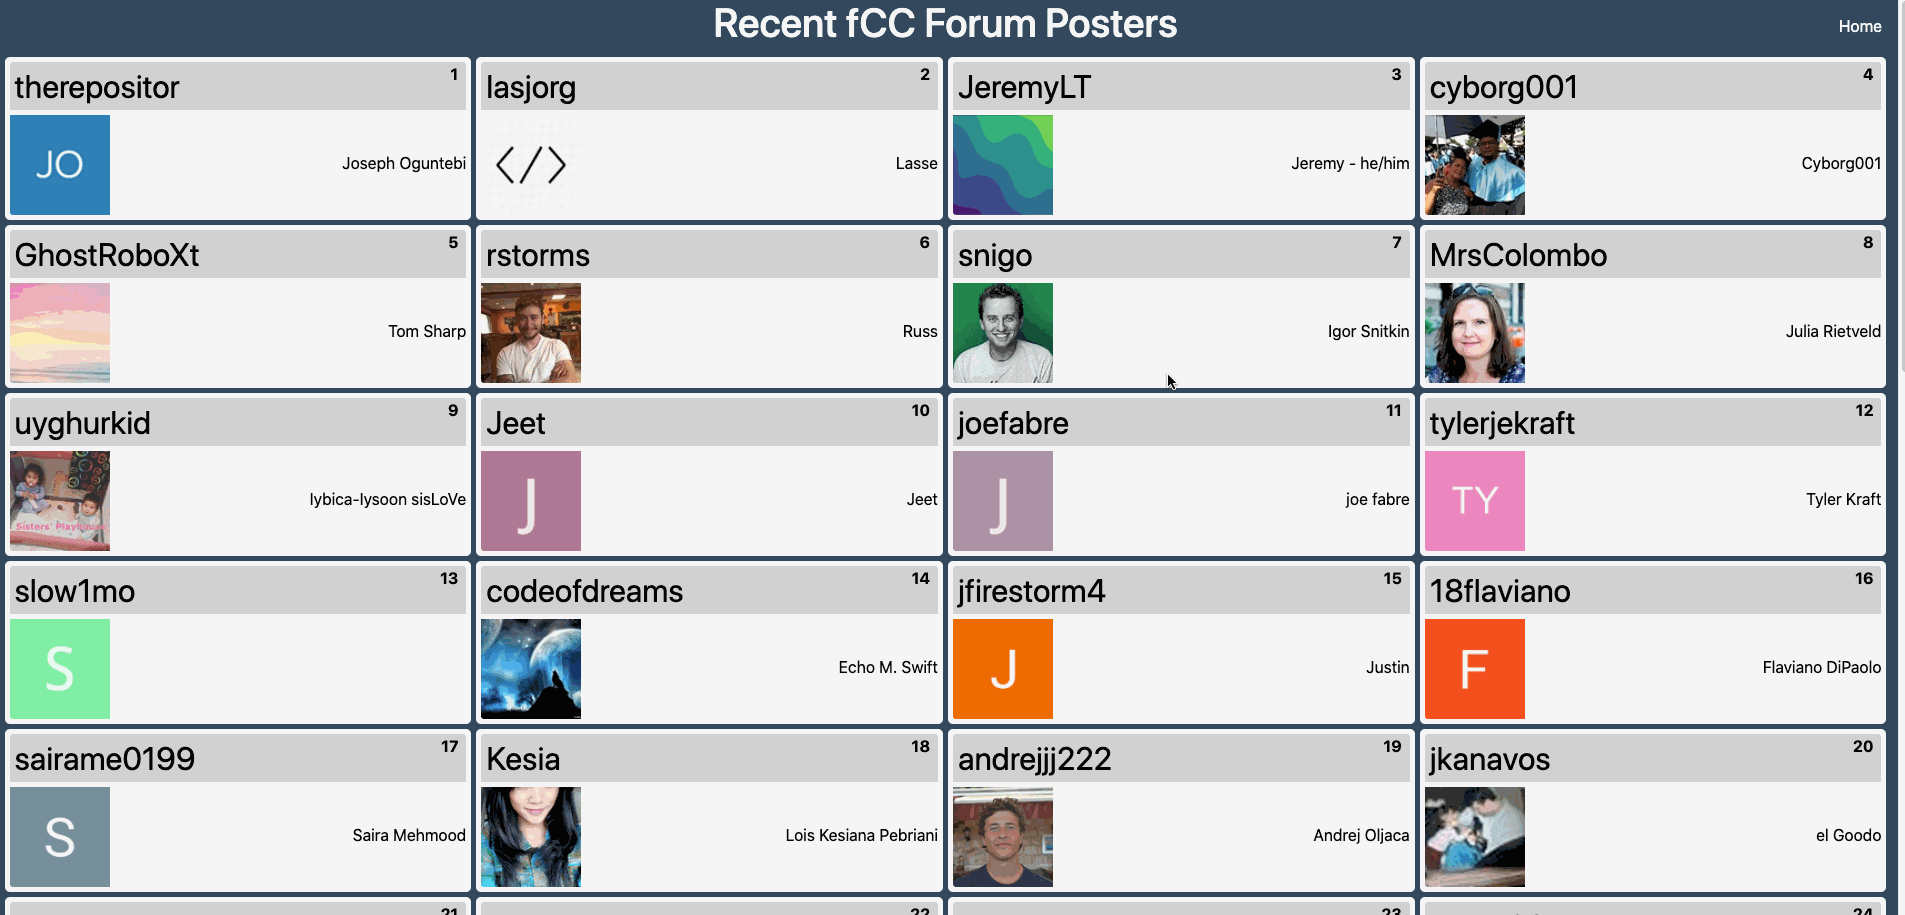 Recent fCC Forum Posters
Home
therepositor 1
JO
Joseph Oguntebi
lasjorg 2
</>
Lasse
JeremyLT 3
Jeremy - he/him
cyborg001 4
Cyborg001
GhostRoboXt 5
Tom Sharp
rstorms 6
Russ
snigo 7
Igor Snitkin
MrsColombo 8
Julia Rietveld
uyghurkid 9
Sisters' Playhouse
lybica-lysoon sisLoVe
Jeet 10
J
Jeet
joefabre 11
J
joe fabre
tylerjekraft 12
TY
Tyler Kraft
slow1mo 13
S
codeofdreams 14
Echo M. Swift
jfirestorm4 15
J
Justin
18flaviano 16
F
Flaviano DiPaolo
sairame0199 17
S
Saira Mehmood
Kesia 18
Lois Kesiana Pebriani
andrejjj222 19
Andrej Oljaca
jkanavos 20
el Goodo
21
22
23
24